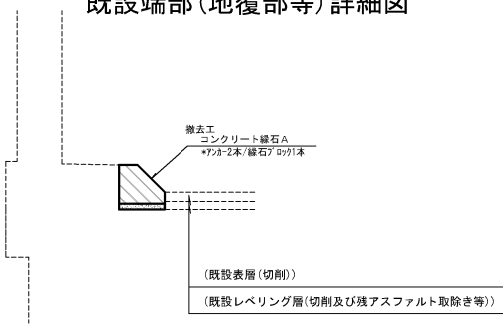 既設端部(地覆部等)詳細図
撤去工
コンクリート縁石A
*ｱﾝｶｰ2本/縁石ﾌﾞﾛｯｸ1本
(既設表層(切削))
(既設レベリング層(切削及び残アスファルト取除き等))